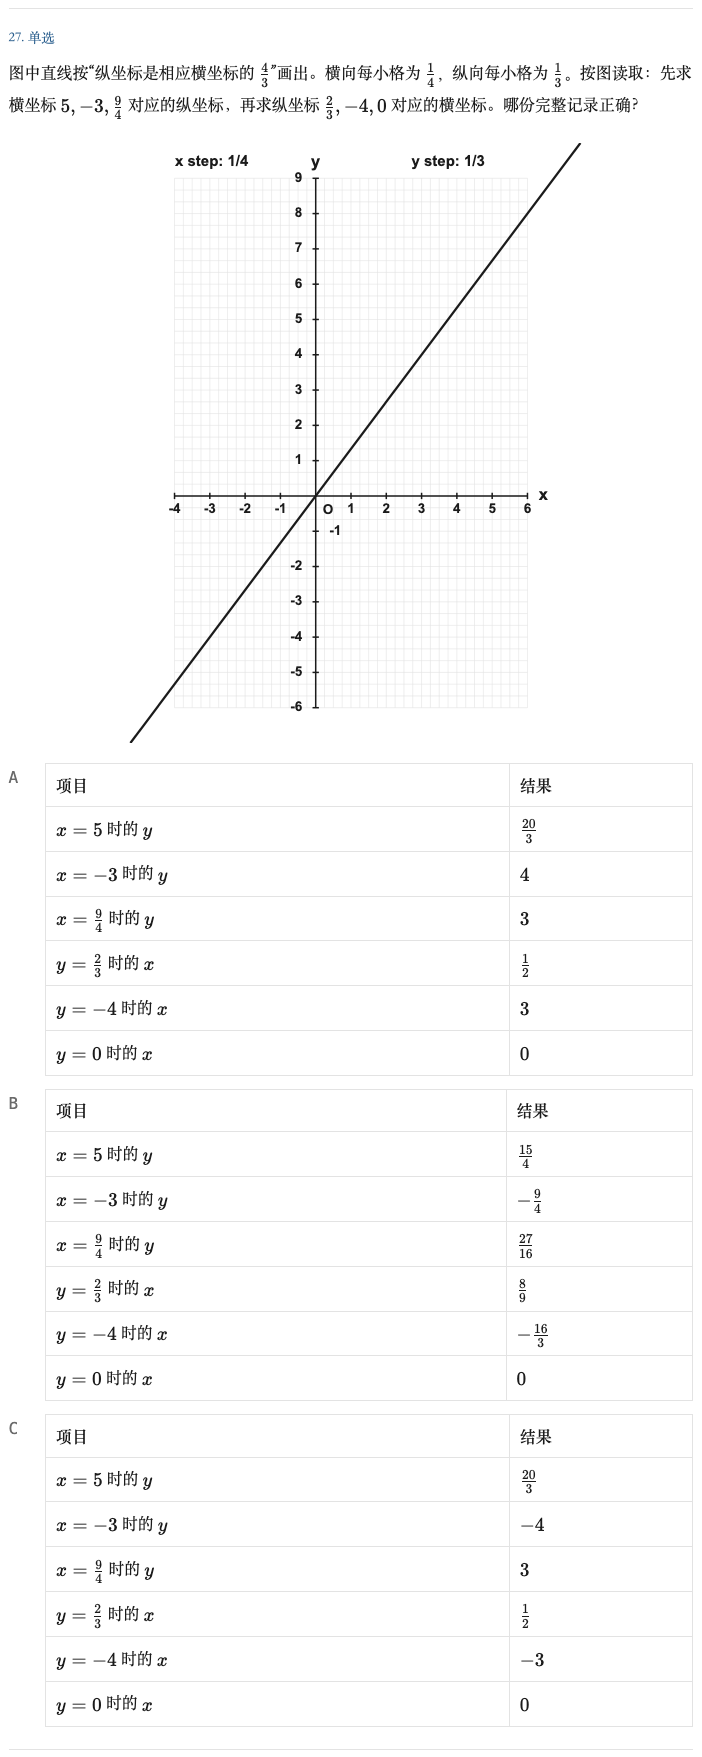 27. 单选
图中直线按“纵坐标是相应横坐标的 4/3”画出。横向每小格为 1/4，纵向每小格为 1/3。按图读取：先求
横坐标 5, −3, 9/4 对应的纵坐标，再求纵坐标 2/3, −4, 0 对应的横坐标。哪份完整记录正确？
x step: 1/4 y y step: 1/3
9
8
7
6
5
4
3
2
1
x
-4 -3 -2 -1 O 1 2 3 4 5 6
-1
-2
-3
-4
-5
-6
A
项目 结果
x = 5 时的 y 20/3
x = −3 时的 y 4
x = 9/4 时的 y 3
y = 2/3 时的 x 1/2
y = −4 时的 x 3
y = 0 时的 x 0
B
项目 结果
x = 5 时的 y 15/4
x = −3 时的 y −9/4
x = 9/4 时的 y 27/16
y = 2/3 时的 x 8/9
y = −4 时的 x −16/3
y = 0 时的 x 0
C
项目 结果
x = 5 时的 y 20/3
x = −3 时的 y −4
x = 9/4 时的 y 3
y = 2/3 时的 x 1/2
y = −4 时的 x −3
y = 0 时的 x 0